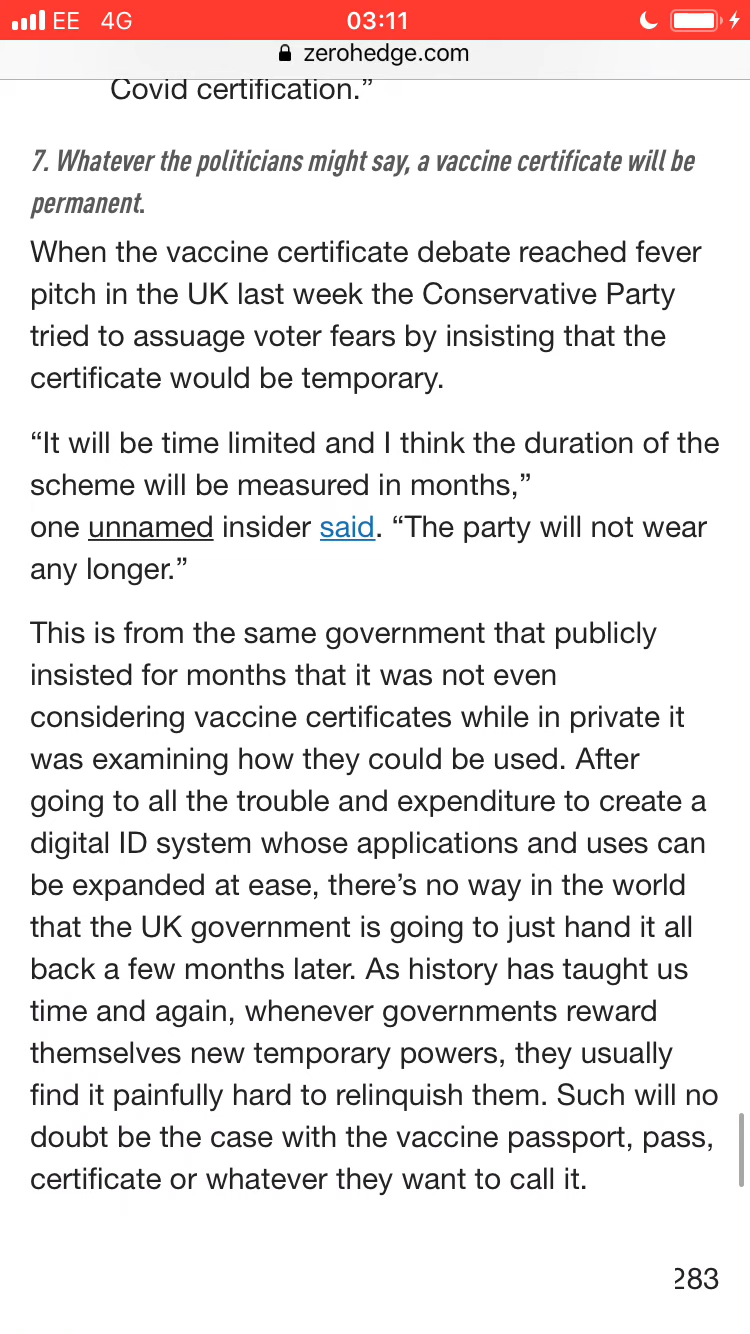 EE 4G 03:11
zerohedge.com
Covid certification.”
7. Whatever the politicians might say, a vaccine certificate will be
permanent.
When the vaccine certificate debate reached fever
pitch in the UK last week the Conservative Party
tried to assuage voter fears by insisting that the
certificate would be temporary.
“It will be time limited and I think the duration of the
scheme will be measured in months,”
one unnamed insider said. “The party will not wear
any longer.”
This is from the same government that publicly
insisted for months that it was not even
considering vaccine certificates while in private it
was examining how they could be used. After
going to all the trouble and expenditure to create a
digital ID system whose applications and uses can
be expanded at ease, there’s no way in the world
that the UK government is going to just hand it all
back a few months later. As history has taught us
time and again, whenever governments reward
themselves new temporary powers, they usually
find it painfully hard to relinquish them. Such will no
doubt be the case with the vaccine passport, pass,
certificate or whatever they want to call it.
283